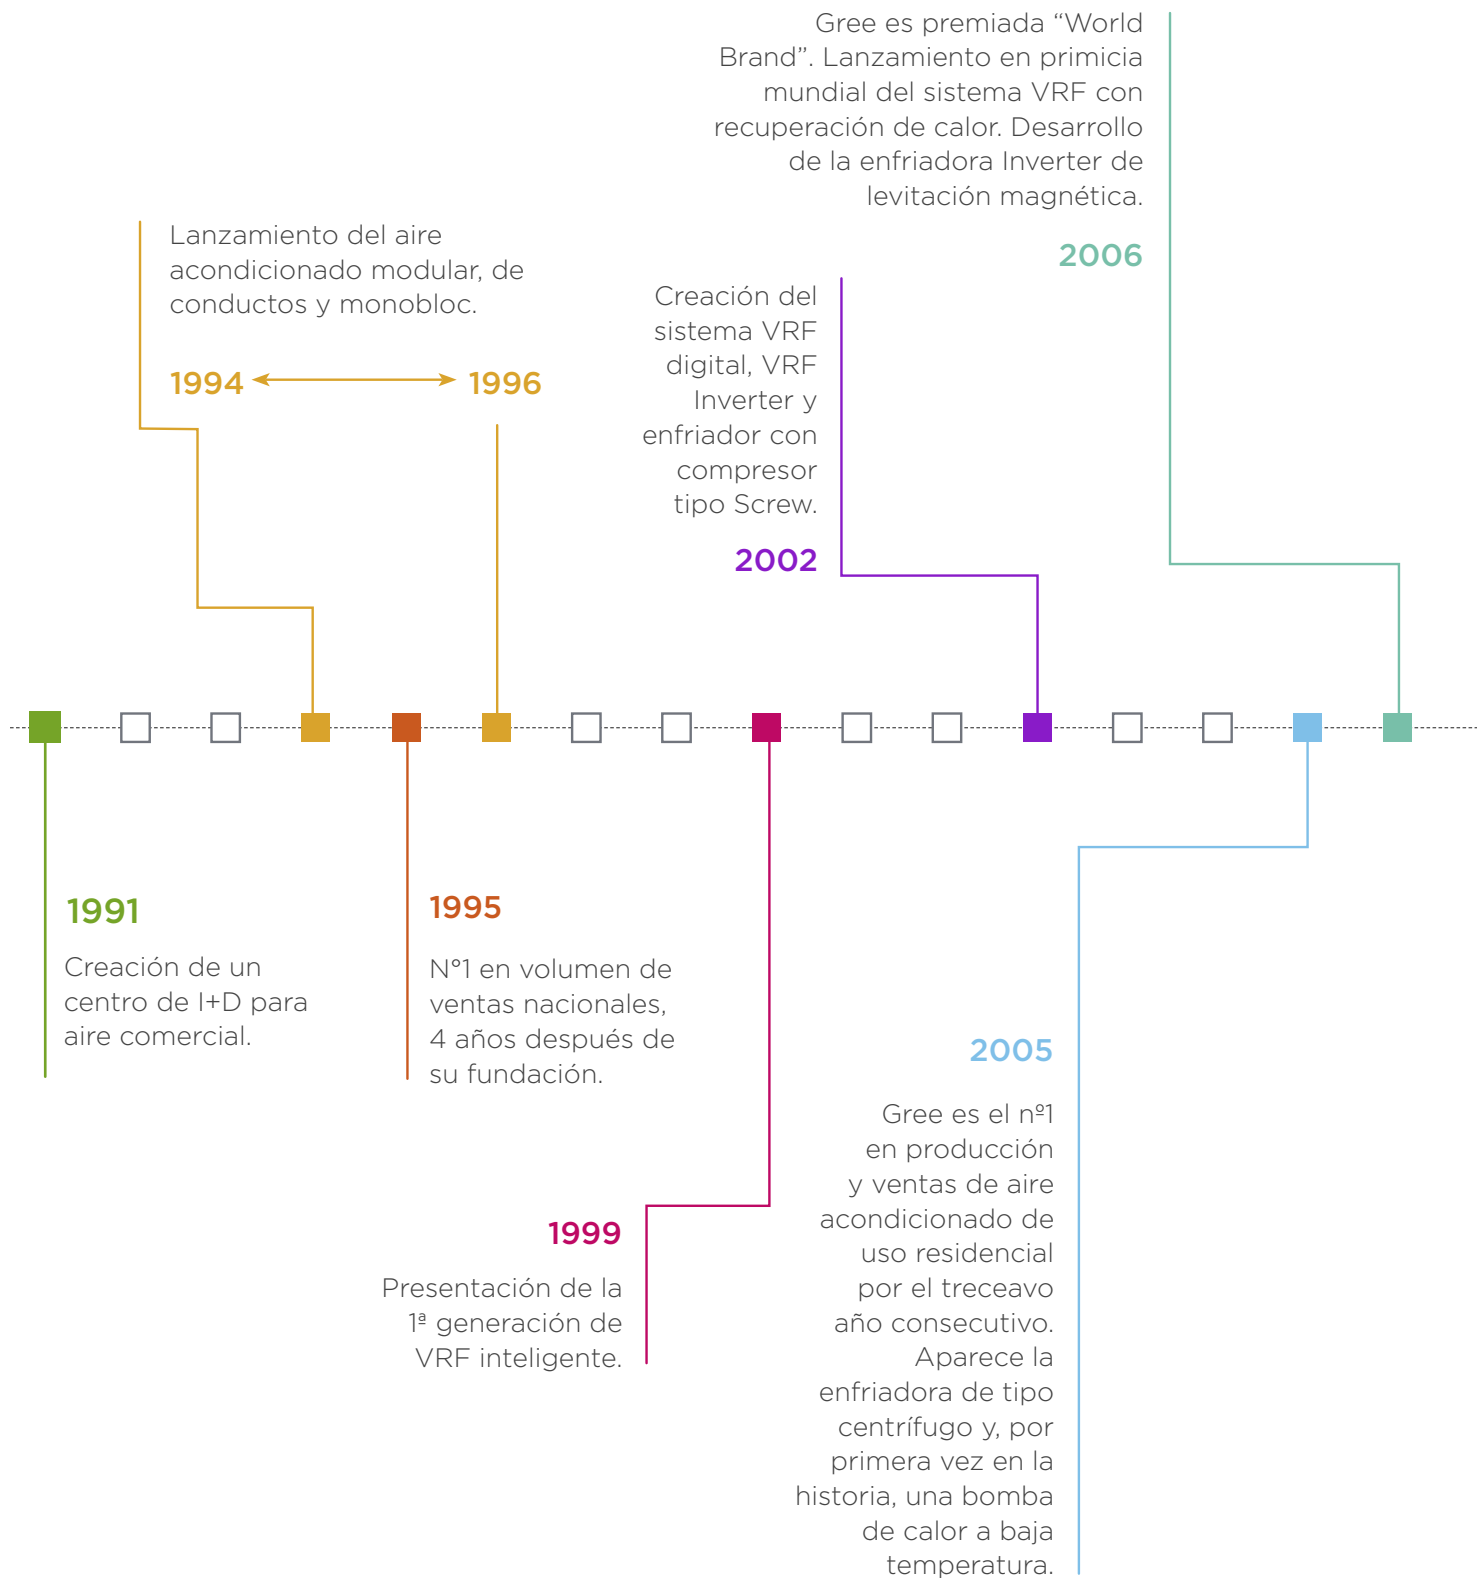 Gree es premiada “World
Brand”. Lanzamiento en primicia
mundial del sistema VRF con
recuperación de calor. Desarrollo
de la enfriadora Inverter de
levitación magnética.
2006
Lanzamiento del aire
acondicionado modular, de
conductos y monobloc.
1994
1996
Creación del
sistema VRF
digital, VRF
Inverter y
enfriador con
compresor
tipo Screw.
2002
1991
Creación de un
centro de I+D para
aire comercial.
1995
N°1 en volumen de
ventas nacionales,
4 años después de
su fundación.
1999
Presentación de la
1ª generación de
VRF inteligente.
2005
Gree es el nº1
en producción
y ventas de aire
acondicionado de
uso residencial
por el treceavo
año consecutivo.
Aparece la
enfriadora de tipo
centrífugo y, por
primera vez en la
historia, una bomba
de calor a baja
temperatura.